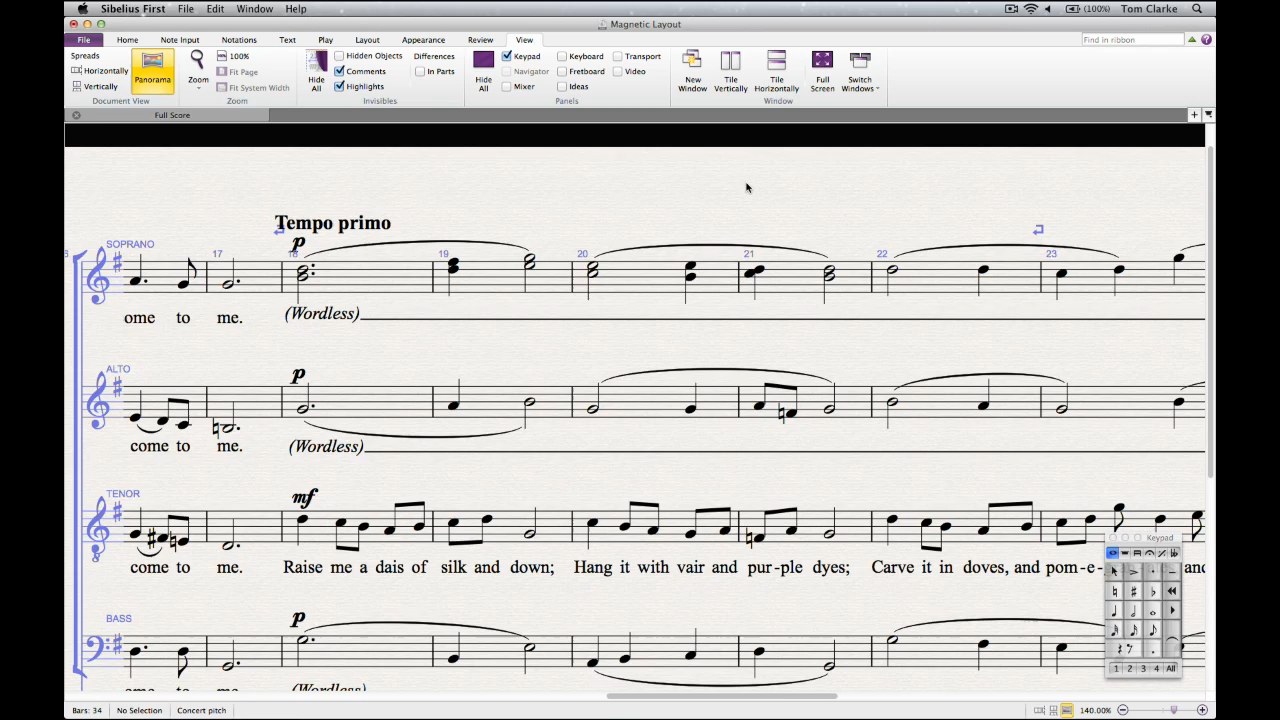 Sibelius First File Edit Window Help (100%) Tom Clarke
Magnetic Layout
File Home Note Input Notations Text Play Layout Appearance Review View Find in ribbon
Spreads 100% Hidden Objects Differences Keypad Keyboard Transport
Horizontally Panorama Zoom Fit Page Hide All Comments In Parts Hide All Navigator Fretboard Video New Window Tile Vertically Tile Horizontally Full Screen Switch Windows
Vertically Fit System Width Highlights Mixer Ideas
Document View Zoom Invisibles Panels Window
Full Score
Tempo primo
SOPRANO p
17 18 19 20 21 22 23
ome to me. (Wordless)
ALTO p
come to me. (Wordless)
TENOR mf
8
come to me. Raise me a dais of silk and down; Hang it with vair and pur-ple dyes; Carve it in doves, and pom-e-
Keypad
BASS p
1 2 3 4 All
(Wordless)
Bars: 34 No Selection Concert pitch 140.00%